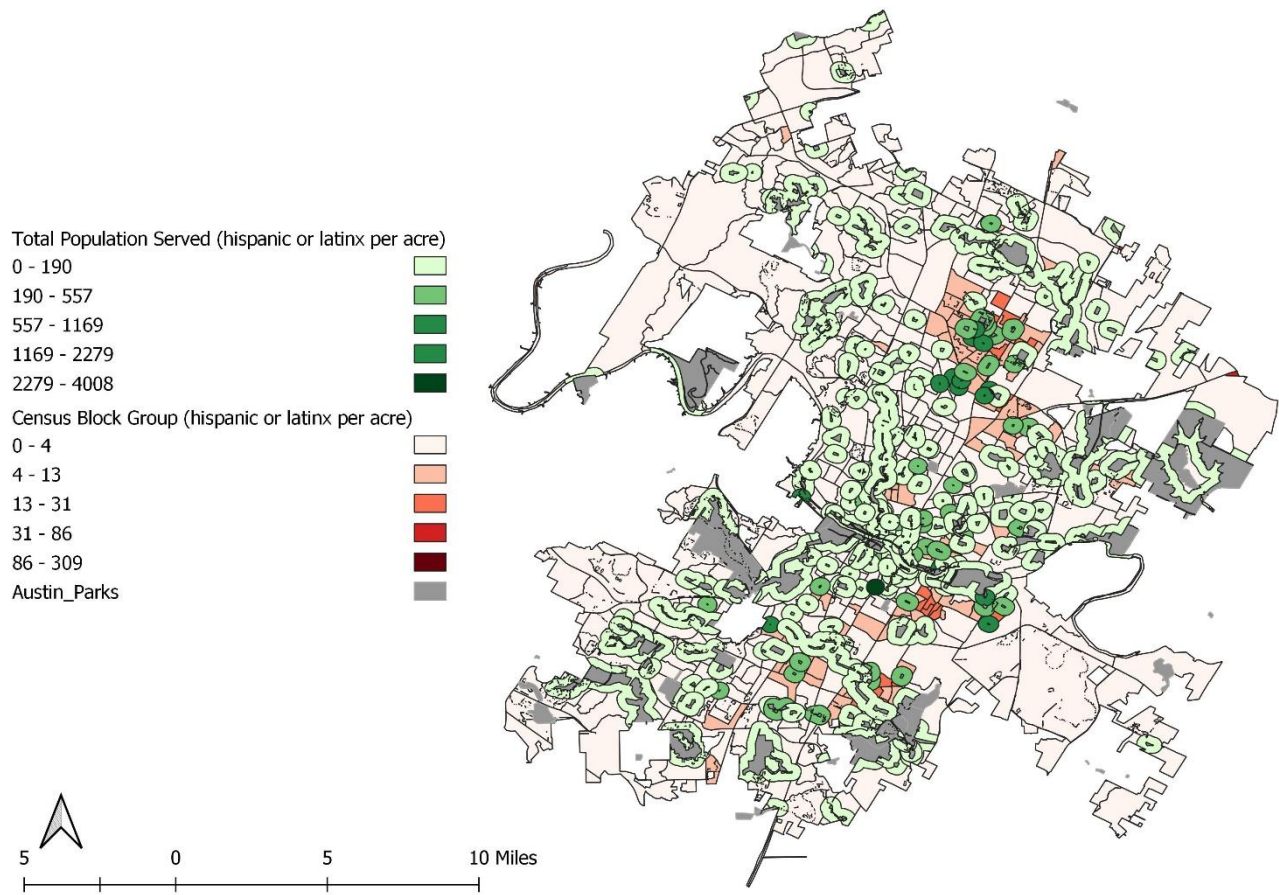 Total Population Served (hispanic or latinx per acre)
0 - 190
190 - 557
557 - 1169
1169 - 2279
2279 - 4008
Census Block Group (hispanic or latinx per acre)
0 - 4
4 - 13
13 - 31
31 - 86
86 - 309
Austin_Parks
5 0 5 10 Miles